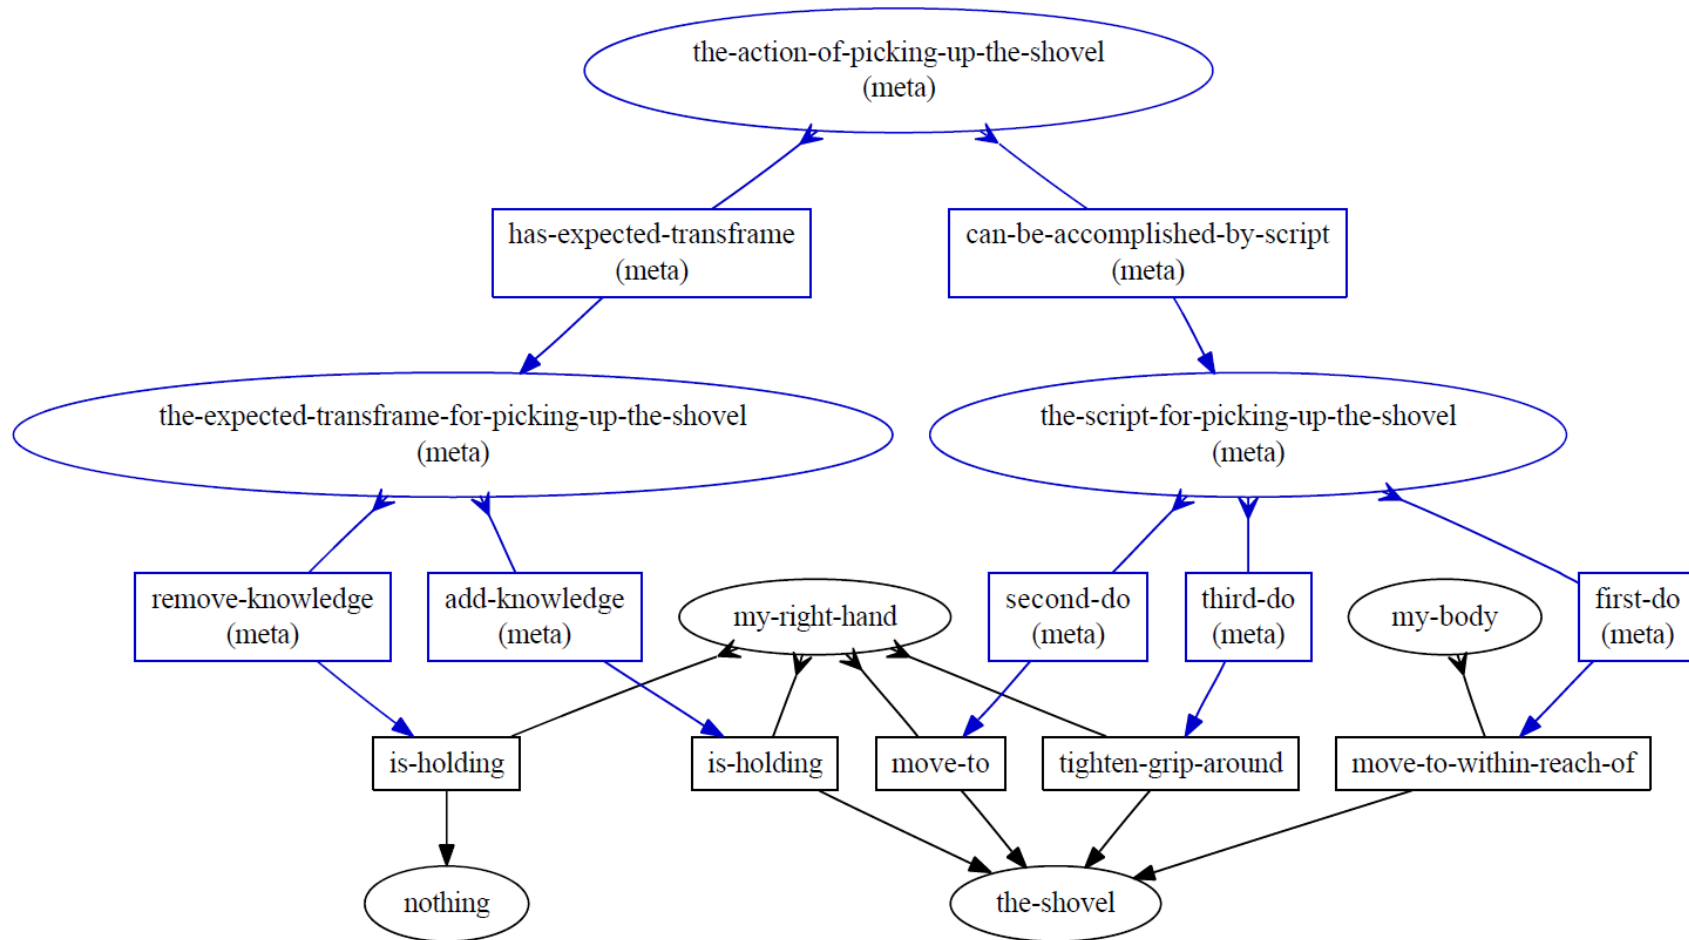 the-action-of-picking-up-the-shovel
(meta)
has-expected-transframe
(meta)
can-be-accomplished-by-script
(meta)
the-expected-transframe-for-picking-up-the-shovel
(meta)
the-script-for-picking-up-the-shovel
(meta)
remove-knowledge
(meta)
add-knowledge
(meta)
my-right-hand
second-do
(meta)
third-do
(meta)
my-body
first-do
(meta)
is-holding
is-holding
move-to
tighten-grip-around
move-to-within-reach-of
nothing
the-shovel